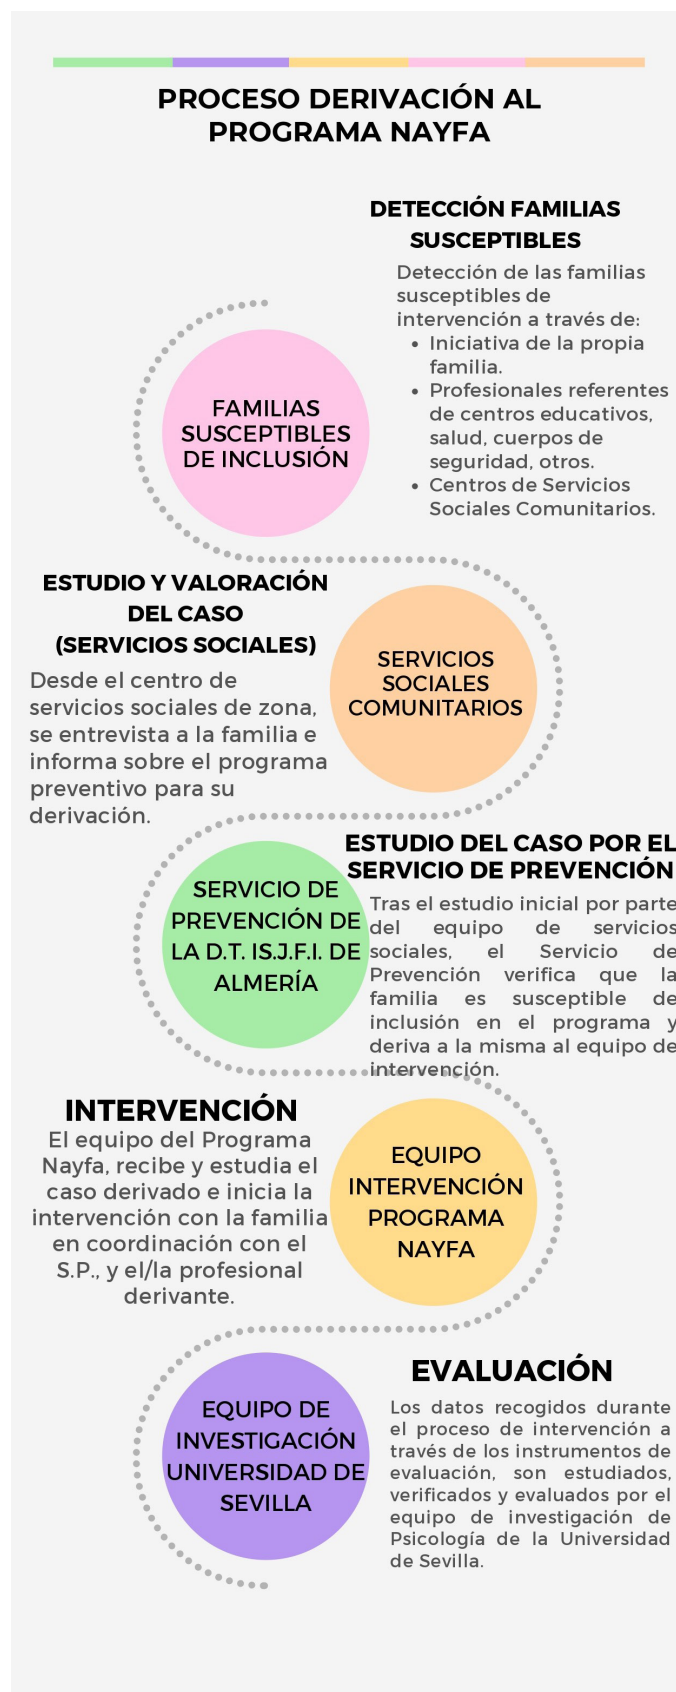 PROCESO DERIVACIÓN AL
PROGRAMA NAYFA
DETECCIÓN FAMILIAS
SUSCEPTIBLES
Detección de las familias
susceptibles de
intervención a través de:
• Iniciativa de la propia
familia.
• Profesionales referentes
de centros educativos,
salud, cuerpos de
seguridad, otros.
• Centros de Servicios
Sociales Comunitarios.
FAMILIAS
SUSCEPTIBLES
DE INCLUSIÓN
ESTUDIO Y VALORACIÓN
DEL CASO
(SERVICIOS SOCIALES)
Desde el centro de
servicios sociales de zona,
se entrevista a la familia e
informa sobre el programa
preventivo para su
derivación.
SERVICIOS
SOCIALES
COMUNITARIOS
ESTUDIO DEL CASO POR EL
SERVICIO DE PREVENCIÓN
Tras el estudio inicial por parte
del equipo de servicios
sociales, el Servicio de
Prevención verifica que la
familia es susceptible de
inclusión en el programa y
deriva a la misma al equipo de
intervención.
SERVICIO DE
PREVENCIÓN DE
LA D.T. IS.J.F.I. DE
ALMERÍA
INTERVENCIÓN
El equipo del Programa
Nayfa, recibe y estudia el
caso derivado e inicia la
intervención con la familia
en coordinación con el
S.P., y el/la profesional
derivante.
EQUIPO
INTERVENCIÓN
PROGRAMA
NAYFA
EVALUACIÓN
Los datos recogidos durante
el proceso de intervención a
través de los instrumentos de
evaluación, son estudiados,
verificados y evaluados por el
equipo de investigación de
Psicología de la Universidad
de Sevilla.
EQUIPO DE
INVESTIGACIÓN
UNIVERSIDAD DE
SEVILLA